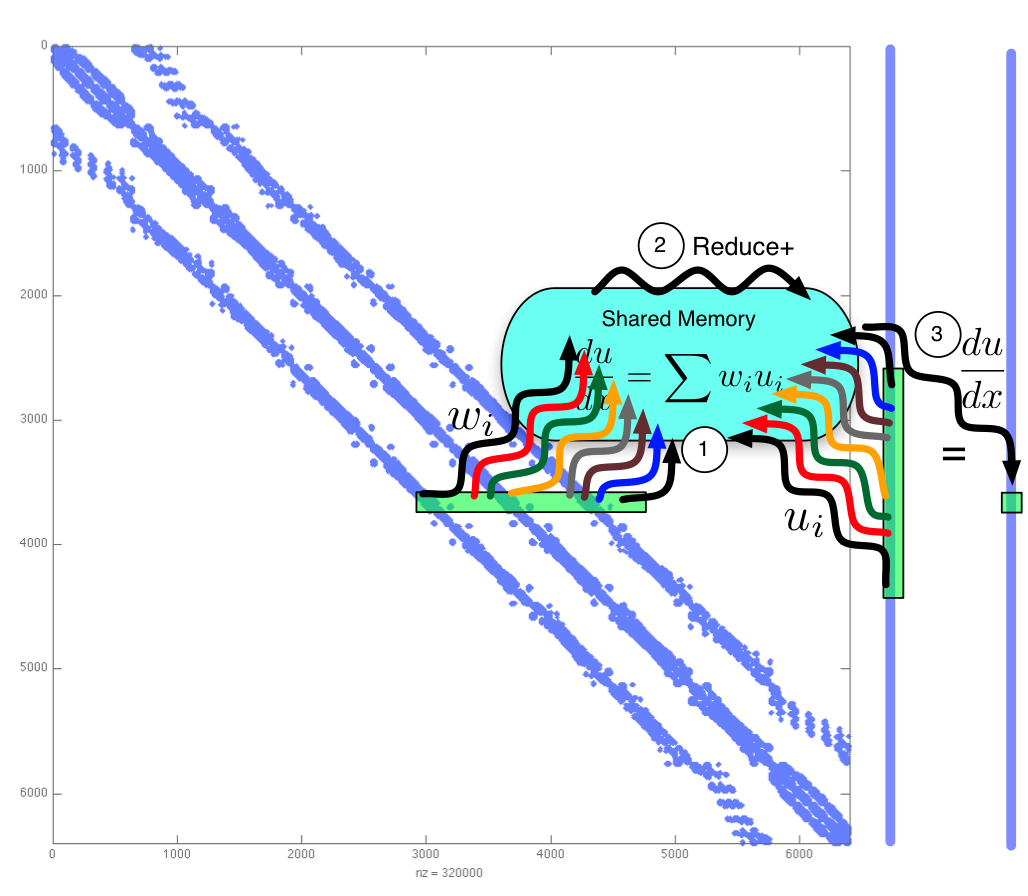 0
1000
2000
3000
4000
5000
6000
0 1000 2000 3000 4000 5000 6000
nz = 320000
2 Reduce+
Shared Memory
du/dx = ∑ wᵢuᵢ
wᵢ
1
uᵢ
3
du/dx
=